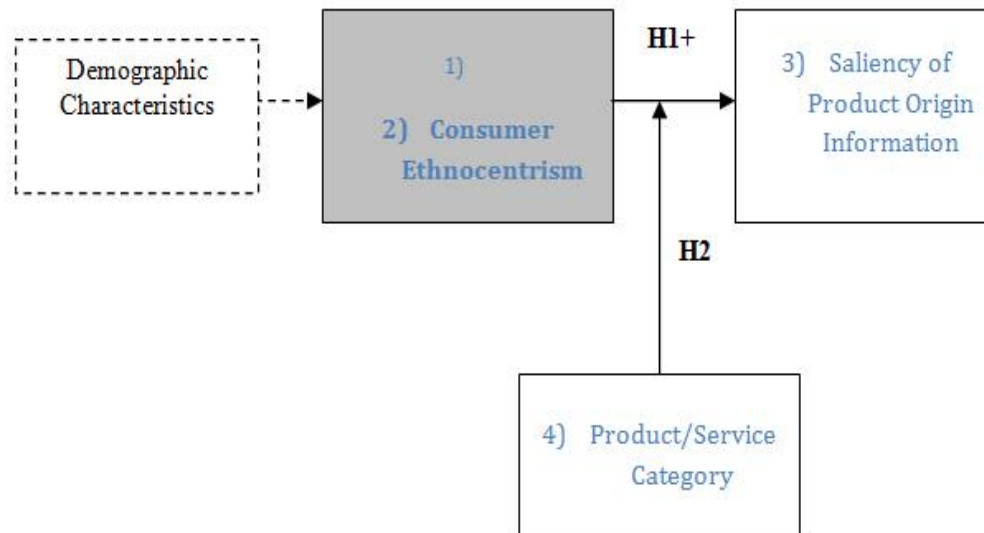 Demographic
Characteristics
1)
2) Consumer
Ethnocentrism
H1+
3) Saliency of
Product Origin
Information
H2
4) Product/Service
Category